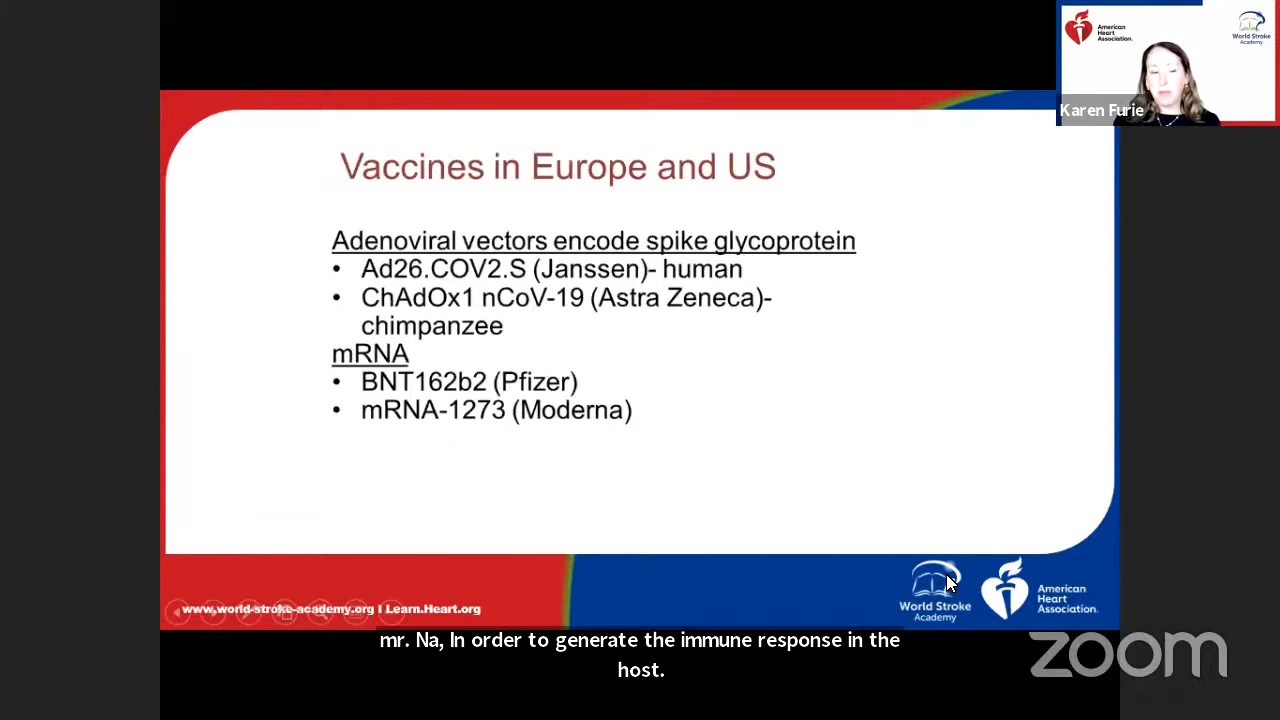 American
Heart
Association.
World Stroke
Academy
Karen Furie
Vaccines in Europe and US
Adenoviral vectors encode spike glycoprotein
• Ad26.COV2.S (Janssen)- human
• ChAdOx1 nCoV-19 (Astra Zeneca)-
chimpanzee
mRNA
• BNT162b2 (Pfizer)
• mRNA-1273 (Moderna)
www.world-stroke-academy.org I Learn.Heart.org
World Stroke
Academy
American
Heart
Association.
mr. Na, In order to generate the immune response in the
host.
zoom